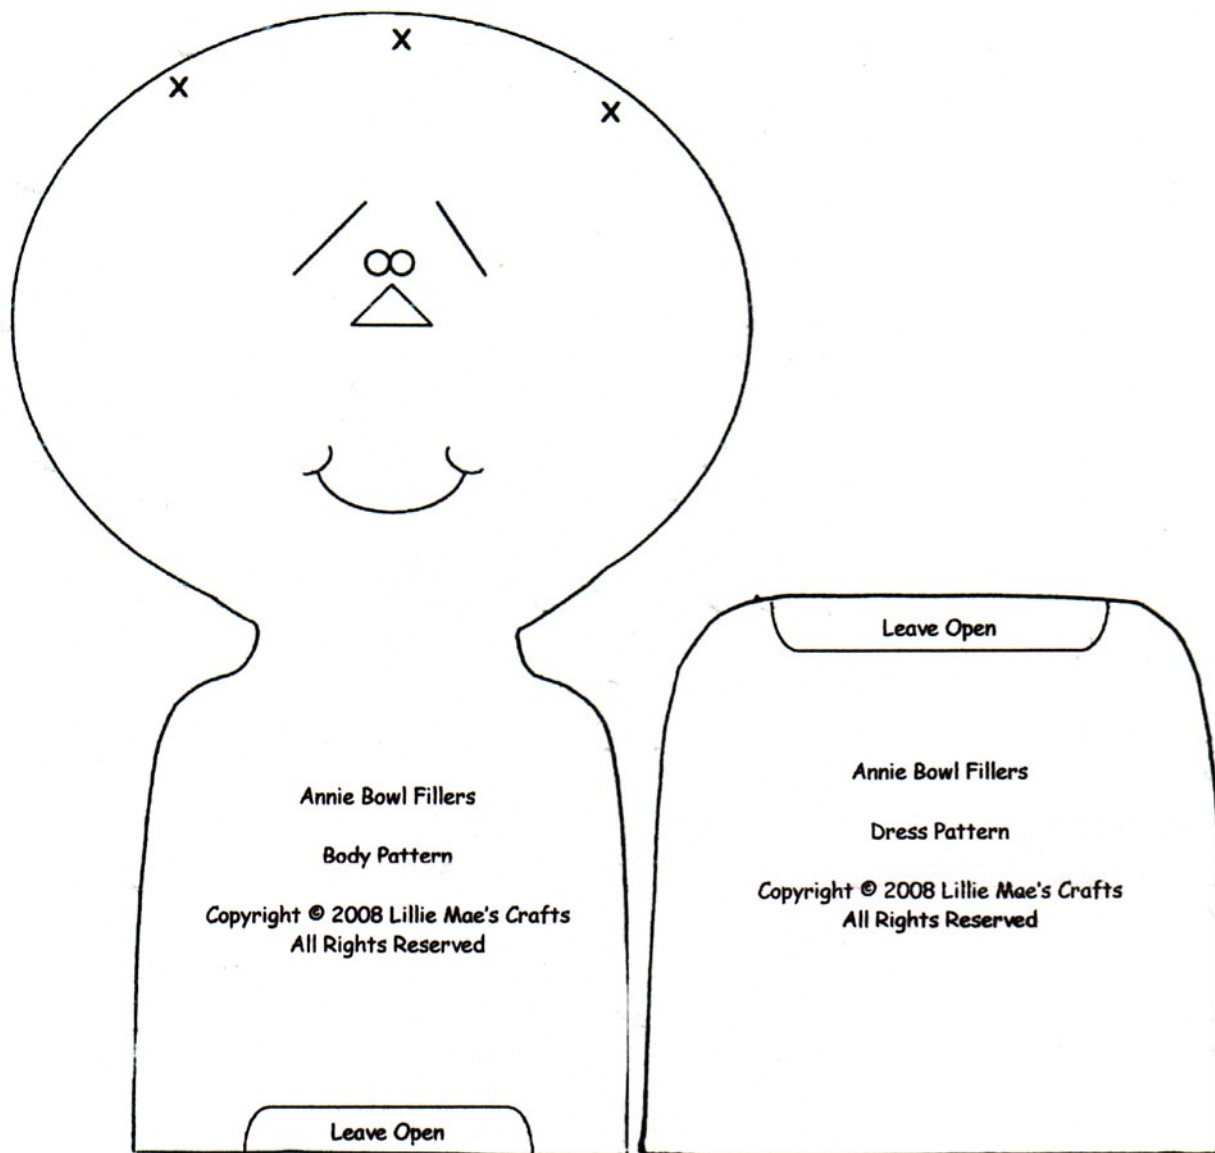 x
x
x
Annie Bowl Fillers
Body Pattern
Copyright © 2008 Lillie Mae's Crafts
All Rights Reserved
Leave Open
Leave Open
Annie Bowl Fillers
Dress Pattern
Copyright © 2008 Lillie Mae's Crafts
All Rights Reserved